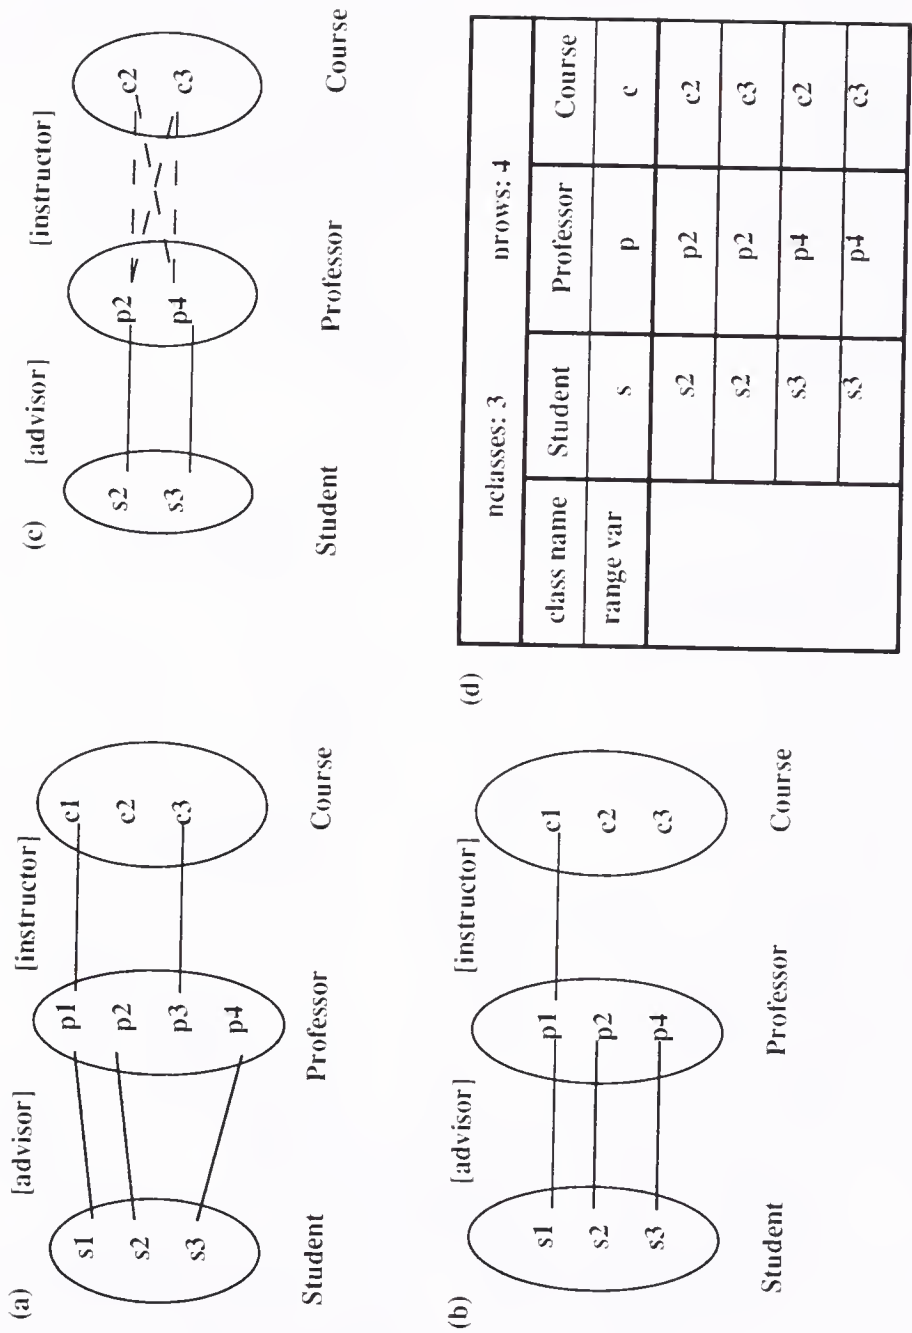 (a)
[advisor] [instructor]
s1 p1 c1
s2 p2 c2
s3 p3 c3
p4
Student Professor Course
(b)
[advisor] [instructor]
s1 p1 c1
s2 p2 c2
s3 p4 c3
Student Professor Course
(c)
[advisor] [instructor]
s2 p2 c2
s3 p4 c3
Student Professor Course
(d)
nclasses: 3 nrows: 4
class name Student Professor Course
range var s p c
s2 p2 c2
s2 p2 c3
s3 p4 c2
s3 p4 c3